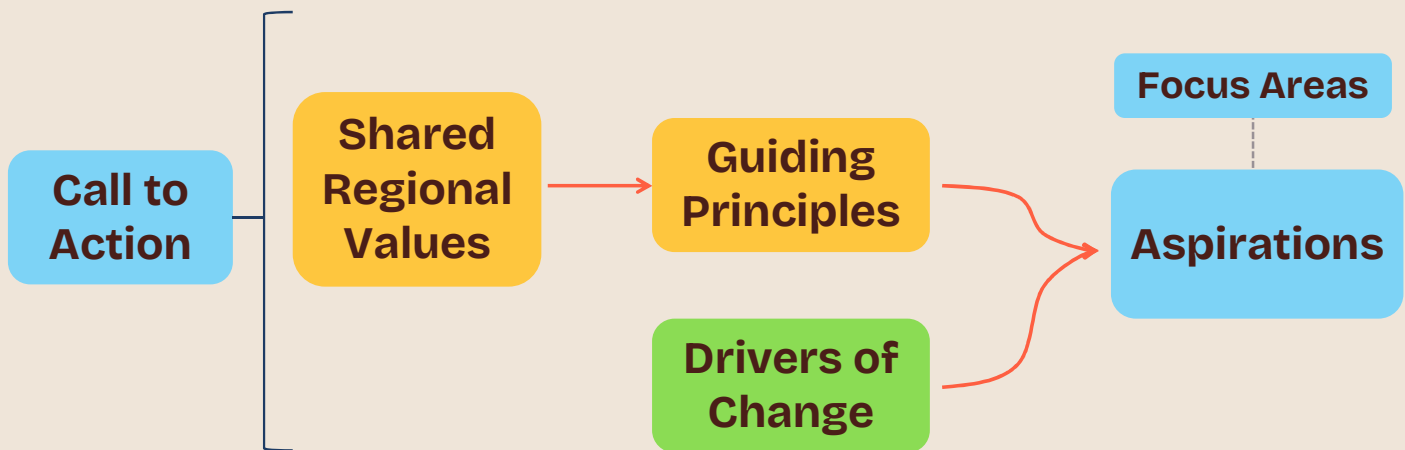 Call to
Action
Shared
Regional
Values
Guiding
Principles
Drivers of
Change
Focus Areas
Aspirations